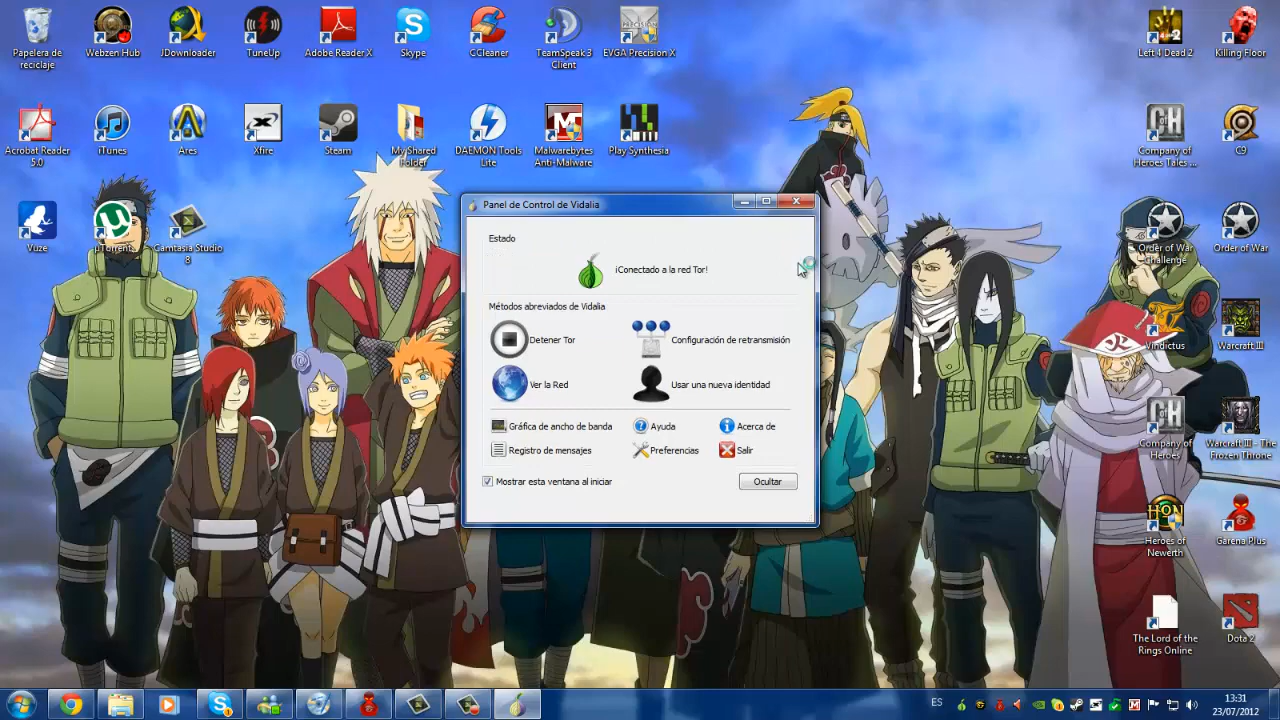 Papelera de
reciclaje
Webzen Hub
JDownloader
TuneUp
Adobe Reader X
Skype
CCleaner
TeamSpeak 3
Client
EVGA Precision X
Left 4 Dead 2
Killing Floor
Acrobat Reader
5.0
iTunes
Ares
Xfire
Steam
My Shared
Folder
DAEMON Tools
Lite
Malwarebytes
Anti-Malware
Play Synthesia
Company of
Heroes Tales ...
C9
Vuze
µTorrent
Camtasia Studio
8
Order of War
Challenge
Order of War
Panel de Control de Vidalia
Estado
¡Conectado a la red Tor!
Métodos abreviados de Vidalia
Detener Tor
Configuración de retransmisión
Ver la Red
Usar una nueva identidad
Gráfica de ancho de banda
Ayuda
Acerca de
Registro de mensajes
Preferencias
Salir
Mostrar esta ventana al iniciar
Ocultar
Vindictus
Warcraft III
Company of
Heroes
Warcraft III - The
Frozen Throne
HON
Heroes of
Newerth
Garena Plus
The Lord of the
Rings Online
Dota 2
ES
13:31
23/07/2012